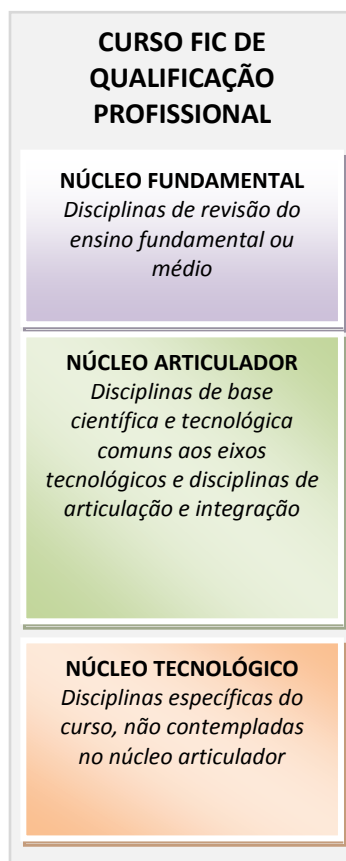 CURSO FIC DE
QUALIFICAÇÃO
PROFISSIONAL
NÚCLEO FUNDAMENTAL
Disciplinas de revisão do
ensino fundamental ou
médio
NÚCLEO ARTICULADOR
Disciplinas de base
científica e tecnológica
comuns aos eixos
tecnológicos e disciplinas de
articulação e integração
NÚCLEO TECNOLÓGICO
Disciplinas específicas do
curso, não contempladas
no núcleo articulador